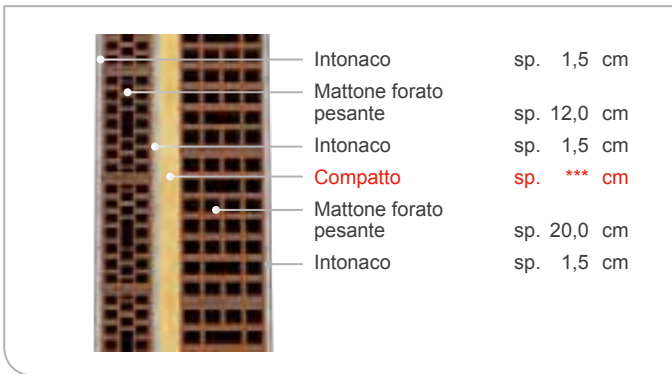 Intonaco sp. 1,5 cm
Mattone forato
pesante sp. 12,0 cm
Intonaco sp. 1,5 cm
Compatto sp. *** cm
Mattone forato
pesante sp. 20,0 cm
Intonaco sp. 1,5 cm